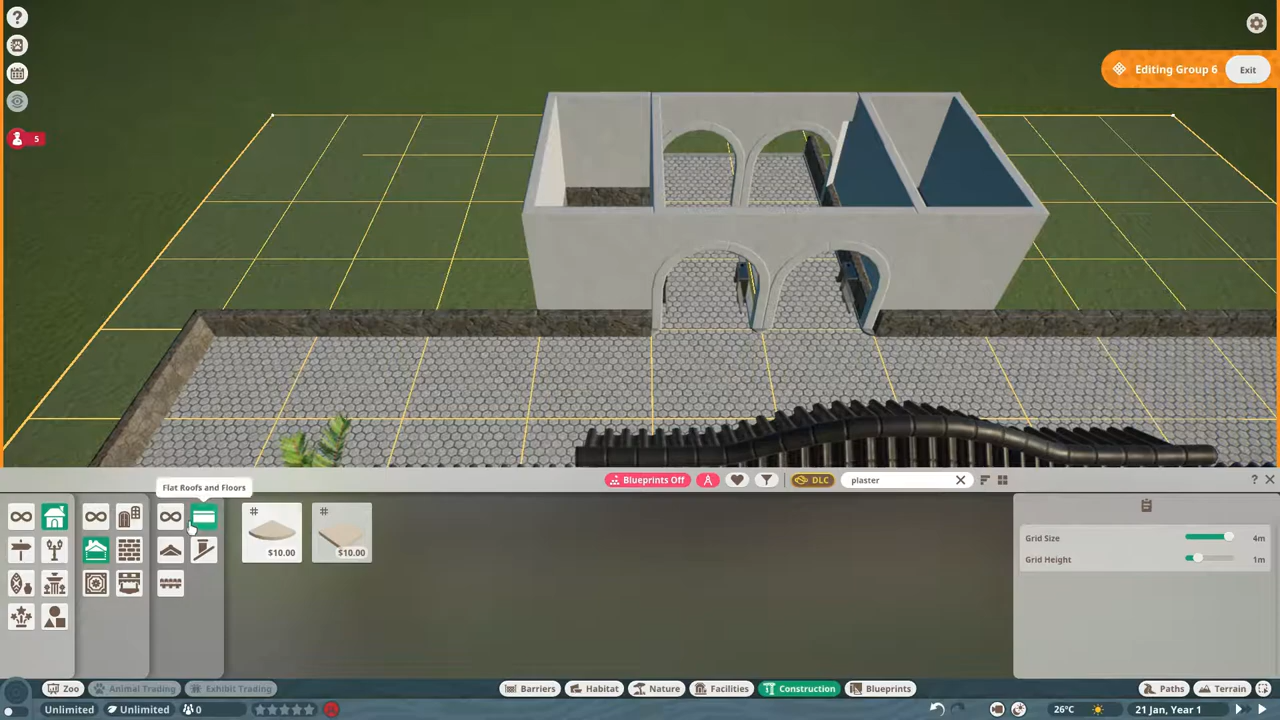 ?
Editing Group 6 Exit
5
Blueprints Off DLC plaster ?
Flat Roofs and Floors
$10.00 $10.00
Grid Size 4m
Grid Height 1m
Zoo Animal Trading Exhibit Trading Barriers Habitat Nature Facilities Construction Blueprints Paths Terrain
Unlimited Unlimited 0 26°C 21 Jan, Year 1